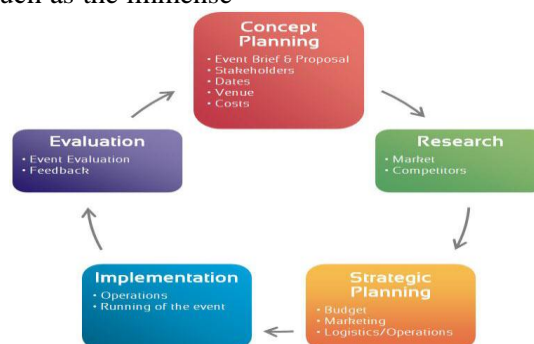 Concept
Planning
• Event Brief & Proposal
• Stakeholders
• Dates
• Venue
• Costs
Research
• Market
• Competitors
Strategic
Planning
• Budget
• Marketing
• Logistics/Operations
Implementation
• Operations
• Running of the event
Evaluation
• Event Evaluation
• Feedback